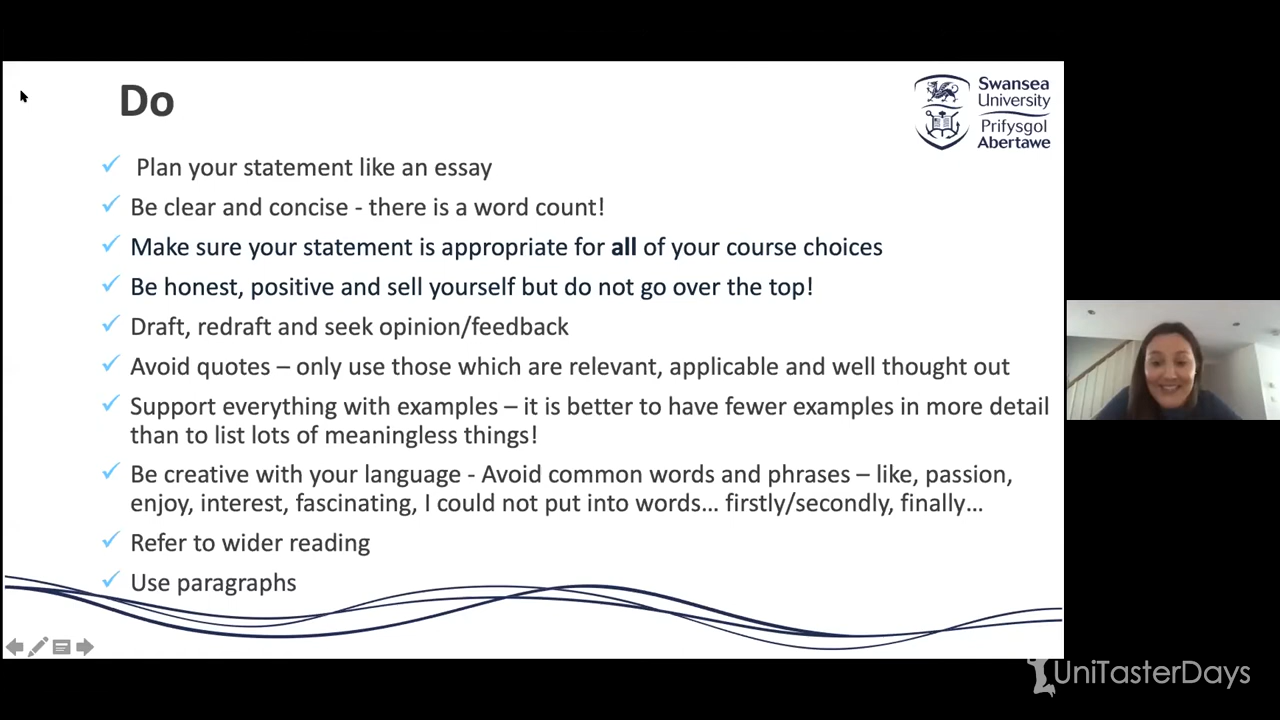 Do
Swansea
University
Prifysgol
Abertawe
✓ Plan your statement like an essay
✓ Be clear and concise - there is a word count!
✓ Make sure your statement is appropriate for all of your course choices
✓ Be honest, positive and sell yourself but do not go over the top!
✓ Draft, redraft and seek opinion/feedback
✓ Avoid quotes – only use those which are relevant, applicable and well thought out
✓ Support everything with examples – it is better to have fewer examples in more detail
than to list lots of meaningless things!
✓ Be creative with your language - Avoid common words and phrases – like, passion,
enjoy, interest, fascinating, I could not put into words… firstly/secondly, finally…
✓ Refer to wider reading
✓ Use paragraphs
UniTasterDays